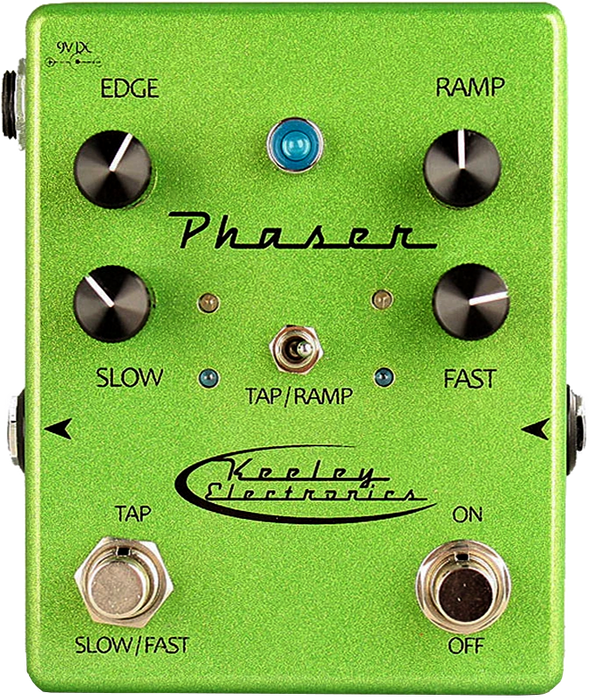 9V DC
EDGE
RAMP
Phaser
SLOW
FAST
TAP/RAMP
Keeley
Electronics
TAP
ON
SLOW/FAST
OFF